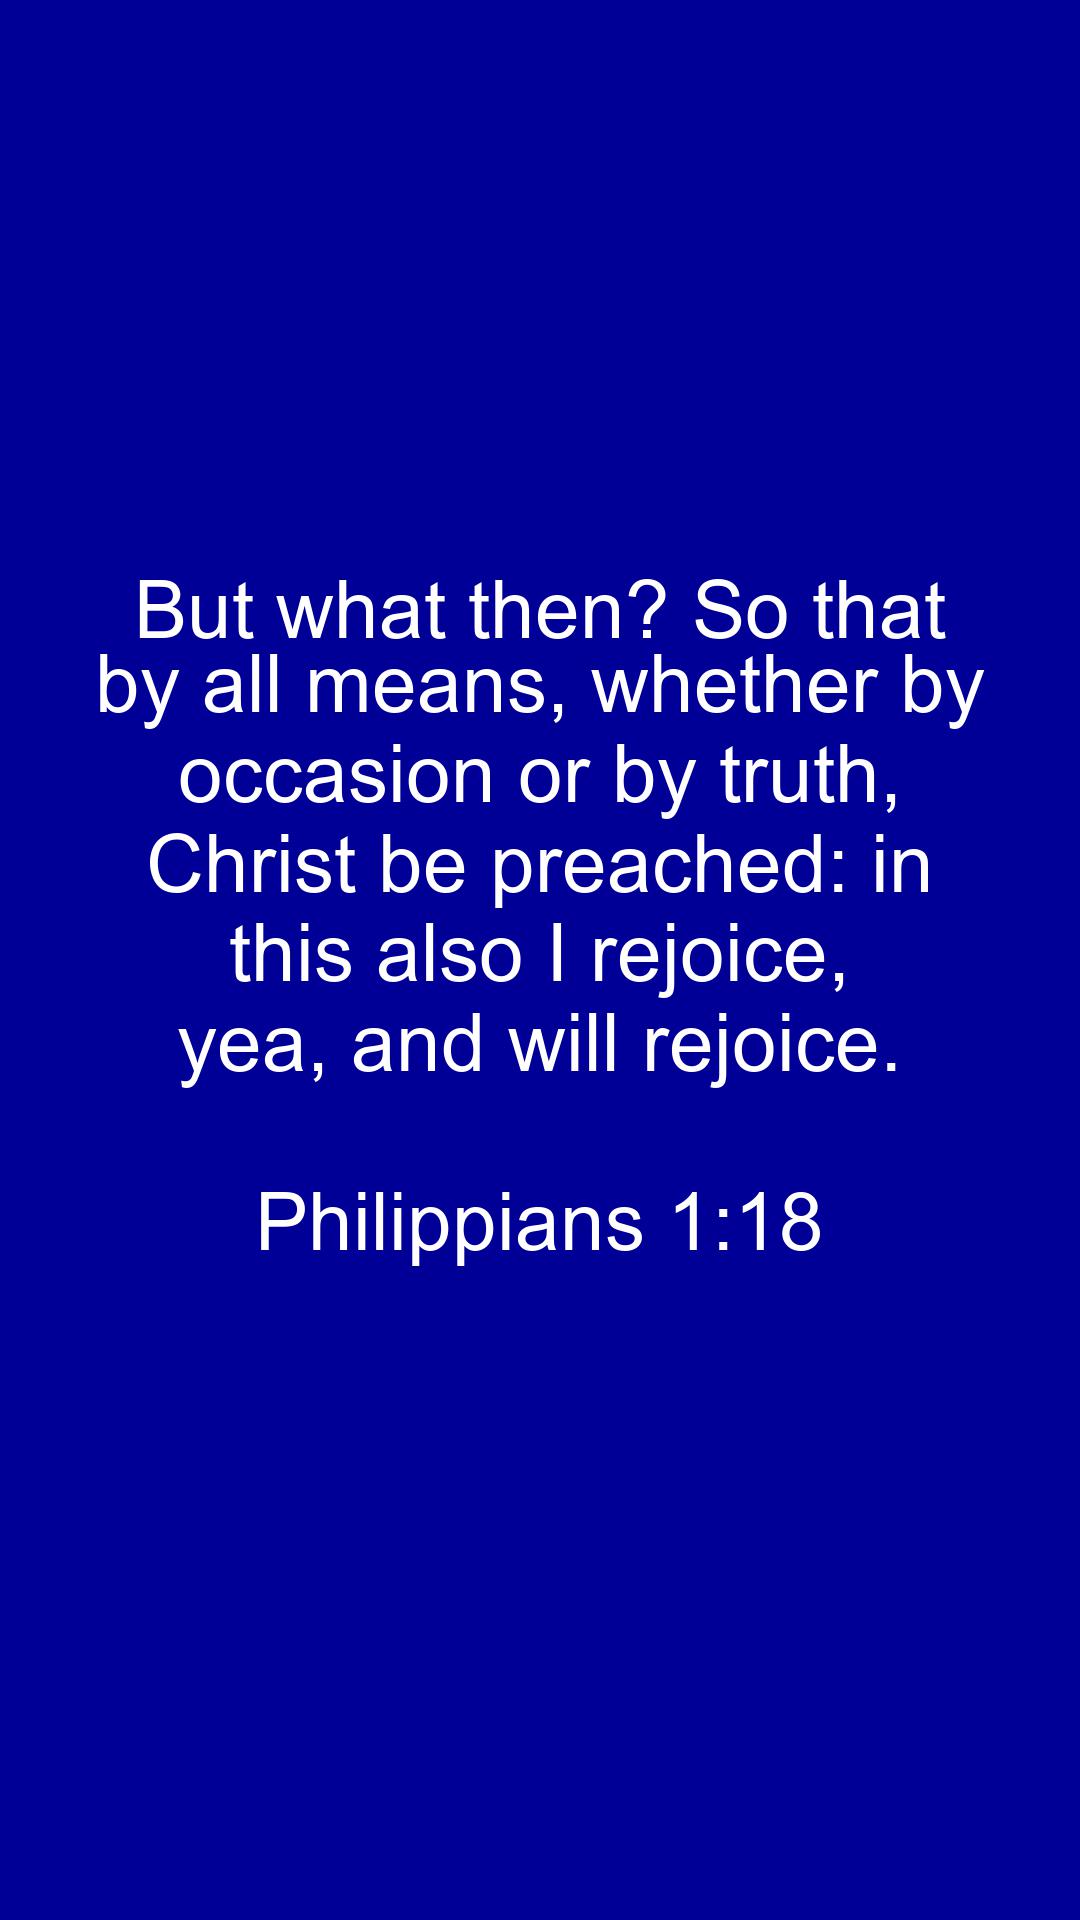 But what then? So that
by all means, whether by
occasion or by truth,
Christ be preached: in
this also I rejoice,
yea, and will rejoice.
Philippians 1:18